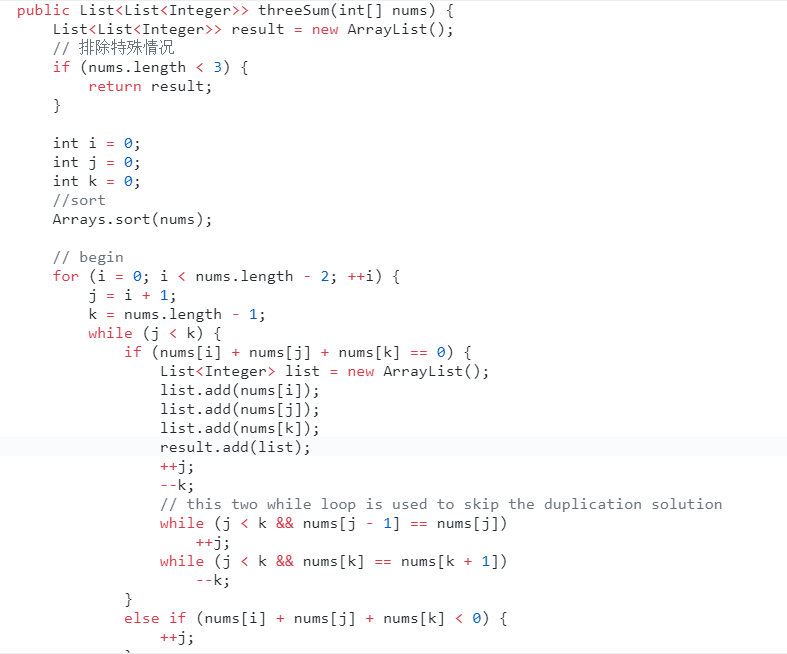 public List<List<Integer>> threeSum(int[] nums) {
    List<List<Integer>> result = new ArrayList();
    // 排除特殊情况
    if (nums.length < 3) {
        return result;
    }

    int i = 0;
    int j = 0;
    int k = 0;
    //sort
    Arrays.sort(nums);

    // begin
    for (i = 0; i < nums.length - 2; ++i) {
        j = i + 1;
        k = nums.length - 1;
        while (j < k) {
            if (nums[i] + nums[j] + nums[k] == 0) {
                List<Integer> list = new ArrayList();
                list.add(nums[i]);
                list.add(nums[j]);
                list.add(nums[k]);
                result.add(list);
                ++j;
                --k;
                // this two while loop is used to skip the duplication solution
                while (j < k && nums[j - 1] == nums[j])
                    ++j;
                while (j < k && nums[k] == nums[k + 1])
                    --k;
            }
            else if (nums[i] + nums[j] + nums[k] < 0) {
                ++j;